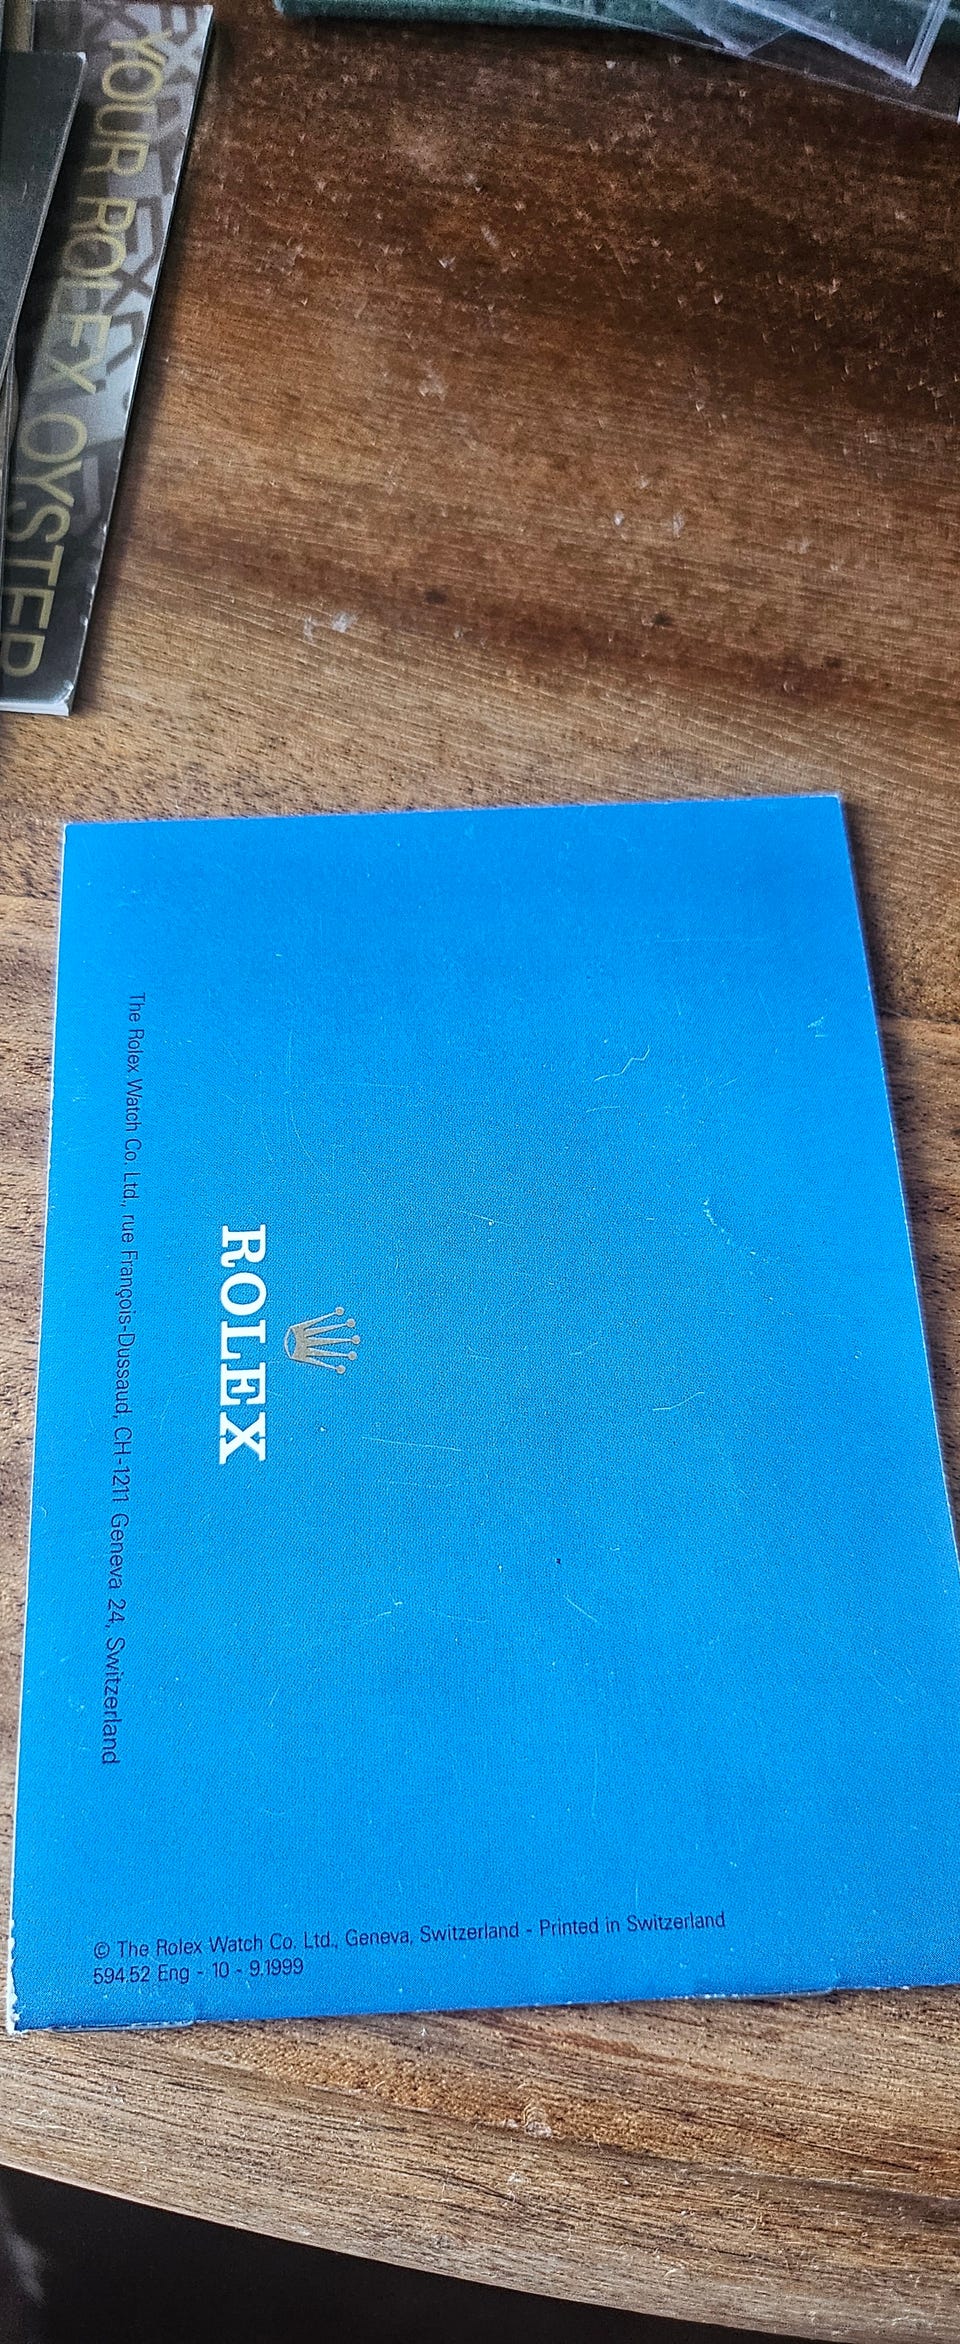 YOUR ROLEX OYSTER
ROLEX
The Rolex Watch Co. Ltd., rue François-Dussaud, CH-1211 Geneva 24, Switzerland
© The Rolex Watch Co. Ltd., Geneva, Switzerland - Printed in Switzerland
594.52 Eng - 10 - 9.1999